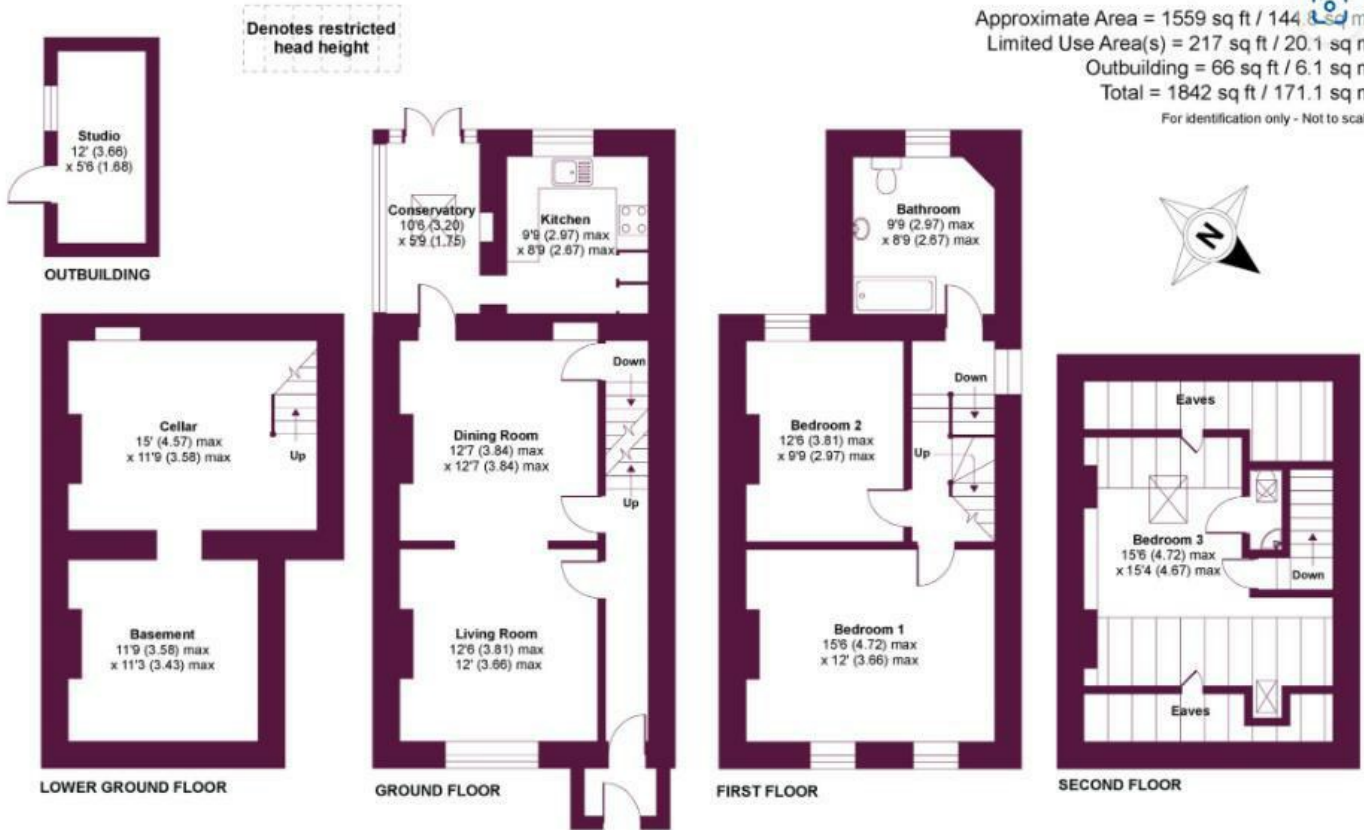 Denotes restricted
head height
Approximate Area = 1559 sq ft / 144.8 sq m
Limited Use Area(s) = 217 sq ft / 20.1 sq m
Outbuilding = 66 sq ft / 6.1 sq m
Total = 1842 sq ft / 171.1 sq m
For identification only - Not to scal
Studio
12' (3.66)
x 5'6 (1.68)
OUTBUILDING
N
Cellar
15' (4.57) max
x 11'9 (3.58) max
Up
Basement
11'9 (3.58) max
x 11'3 (3.43) max
LOWER GROUND FLOOR
Conservatory
10'6 (3.20)
x 5'9 (1.75)
Kitchen
9'9 (2.97) max
x 8'9 (2.67) max
Down
Dining Room
12'7 (3.84) max
x 12'7 (3.84) max
Up
Living Room
12'6 (3.81) max
12' (3.66) max
GROUND FLOOR
Bathroom
9'9 (2.97) max
x 8'9 (2.67) max
Down
Bedroom 2
12'6 (3.81) max
x 9'9 (2.97) max
Up
Bedroom 1
15'6 (4.72) max
x 12' (3.66) max
FIRST FLOOR
Eaves
Bedroom 3
15'6 (4.72) max
x 15'4 (4.67) max
Down
Eaves
SECOND FLOOR